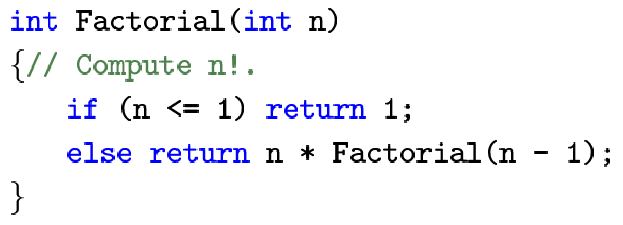 int Factorial(int n)
{// Compute n!.
if (n <= 1) return 1;
else return n * Factorial(n - 1);
}